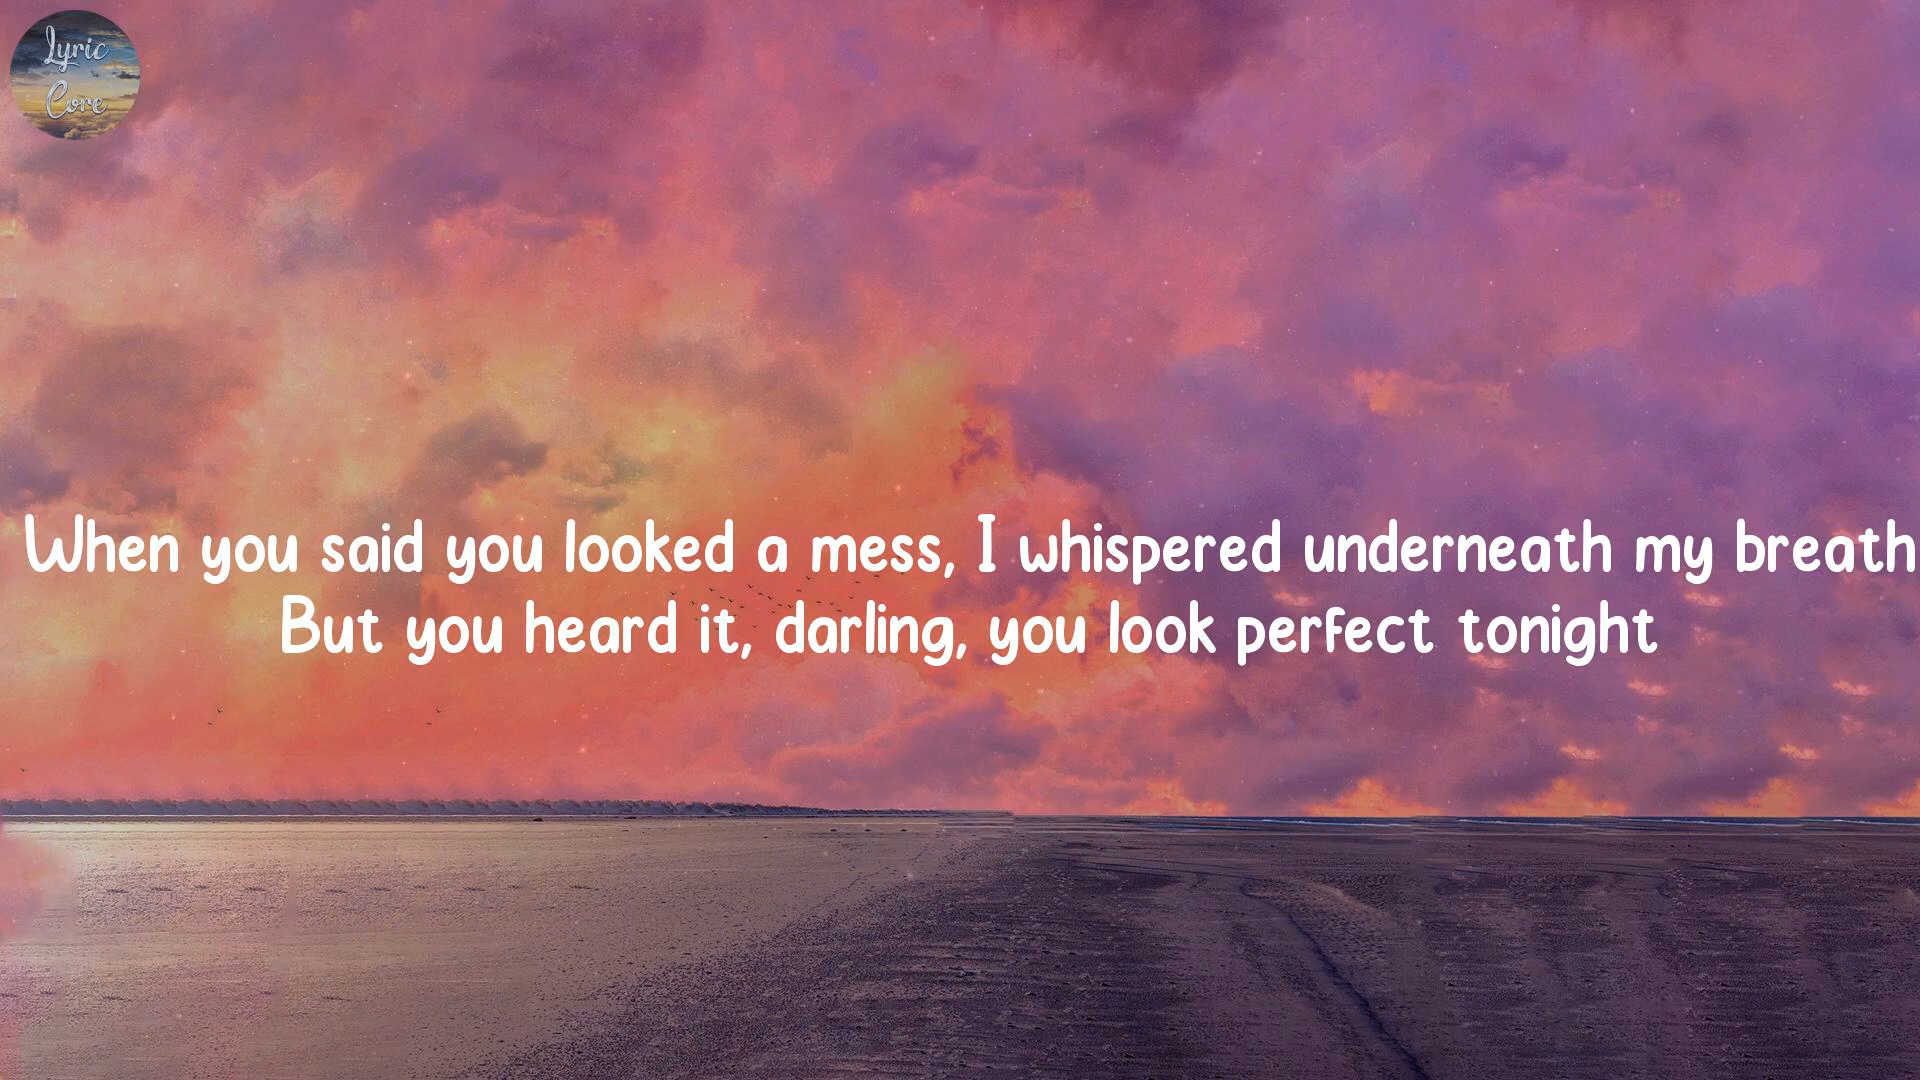 Lyric
Core
When you said you looked a mess, I whispered underneath my breath
But you heard it, darling, you look perfect tonight